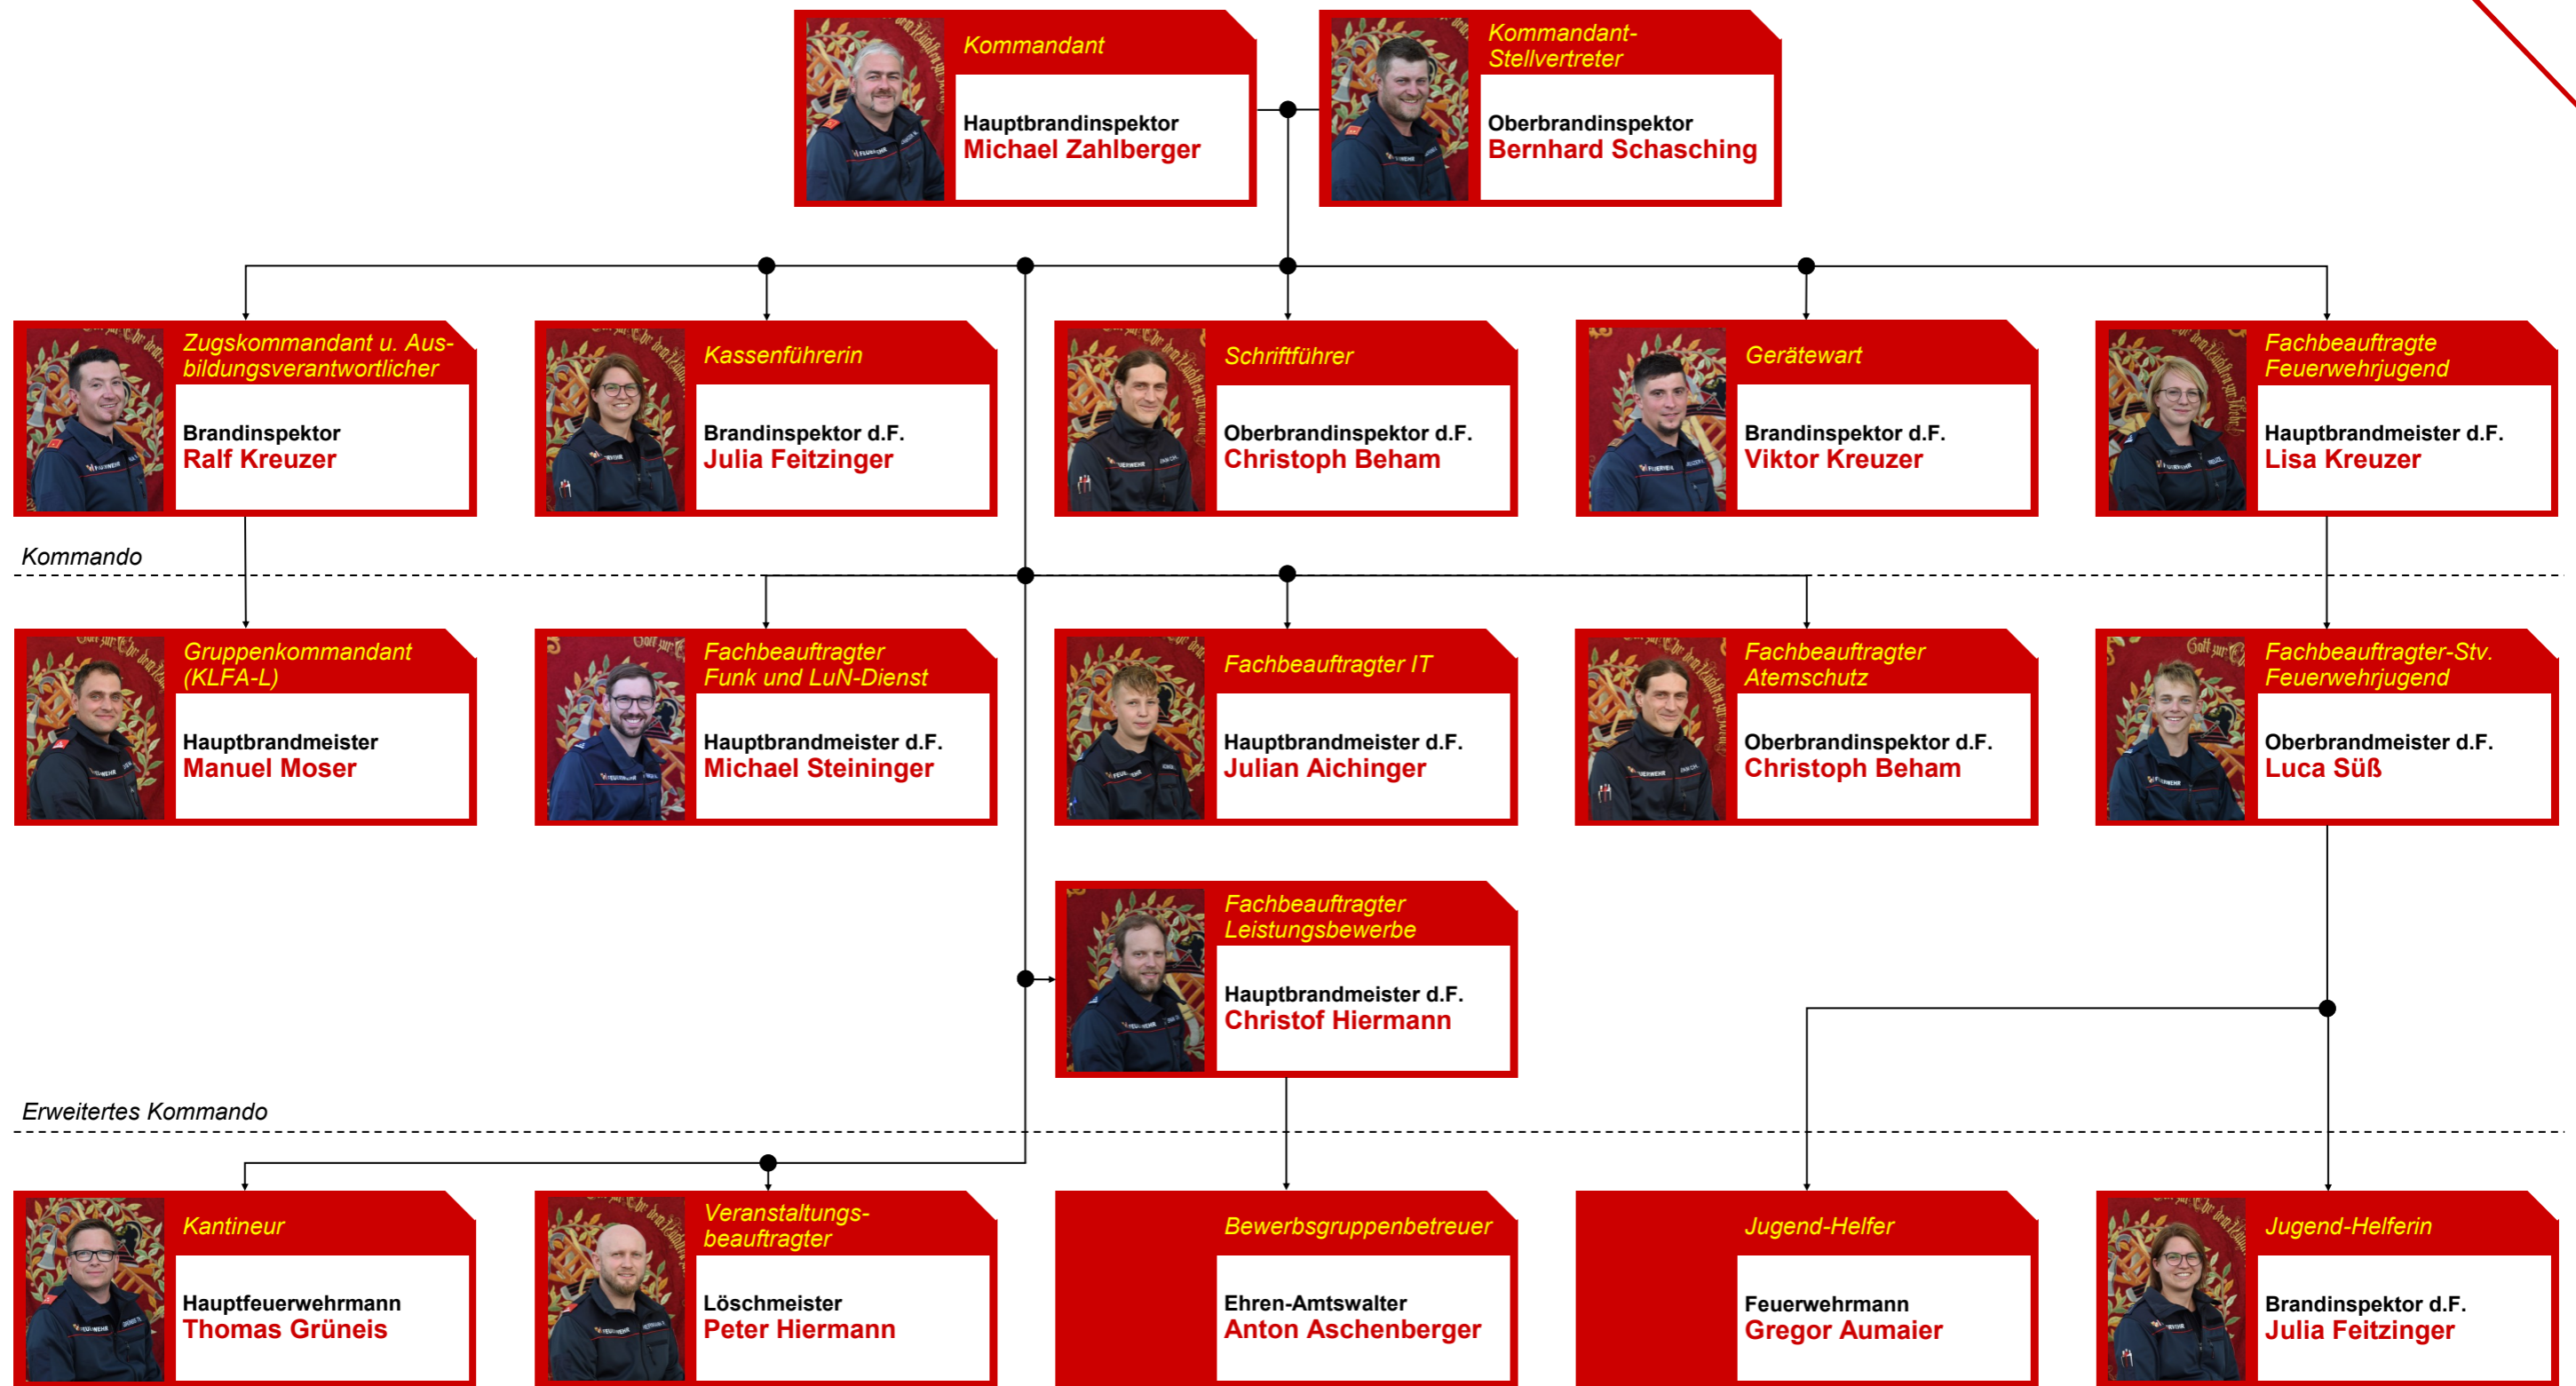 Kommandant
Hauptbrandinspektor
Michael Zahlberger
Kommandant-
Stellvertreter
Oberbrandinspektor
Bernhard Schasching
Zugskommandant u. Aus-
bildungsverantwortlicher
Brandinspektor
Ralf Kreuzer
Kassenführerin
Brandinspektor d.F.
Julia Feitzinger
Schriftführer
Oberbrandinspektor d.F.
Christoph Beham
Gerätewart
Brandinspektor d.F.
Viktor Kreuzer
Fachbeauftragte
Feuerwehrjugend
Hauptbrandmeister d.F.
Lisa Kreuzer
Kommando
Gruppenkommandant
(KLFA-L)
Hauptbrandmeister
Manuel Moser
Fachbeauftragter
Funk und LuN-Dienst
Hauptbrandmeister d.F.
Michael Steininger
Fachbeauftragter IT
Hauptbrandmeister d.F.
Julian Aichinger
Fachbeauftragter
Atemschutz
Oberbrandinspektor d.F.
Christoph Beham
Fachbeauftragter-Stv.
Feuerwehrjugend
Oberbrandmeister d.F.
Luca Süß
Fachbeauftragter
Leistungsbewerbe
Hauptbrandmeister d.F.
Christof Hiermann
Erweitertes Kommando
Kantineur
Hauptfeuerwehrmann
Thomas Grüneis
Veranstaltungs-
beauftragter
Löschmeister
Peter Hiermann
Bewerbsgruppenbetreuer
Ehren-Amtswalter
Anton Aschenberger
Jugend-Helfer
Feuerwehrmann
Gregor Aumaier
Jugend-Helferin
Brandinspektor d.F.
Julia Feitzinger